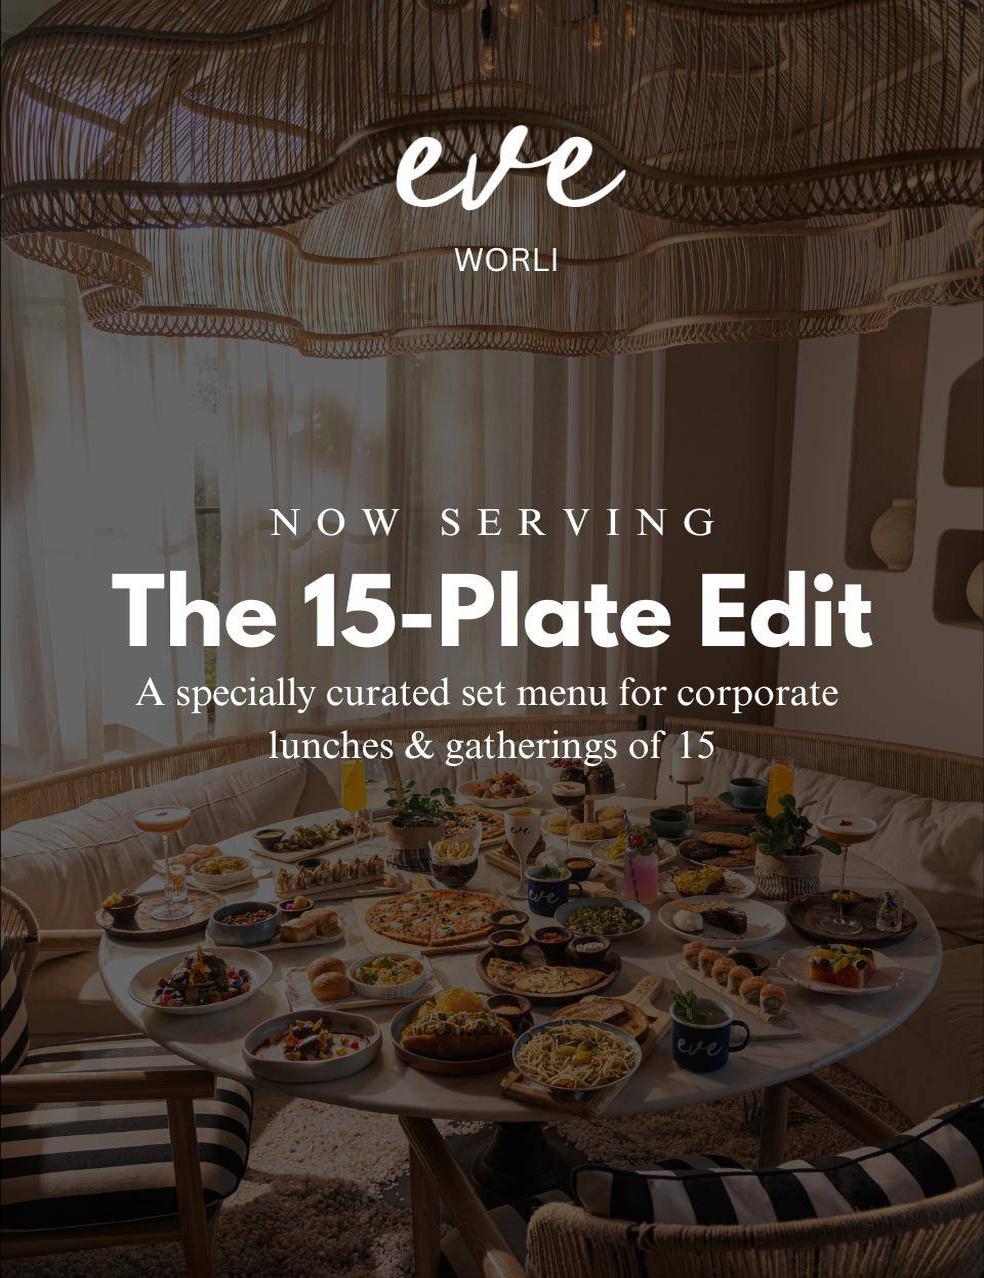 eve
WORLI
NOW SERVING
The 15-Plate Edit
A specially curated set menu for corporate
lunches & gatherings of 15
eve
eve
eve